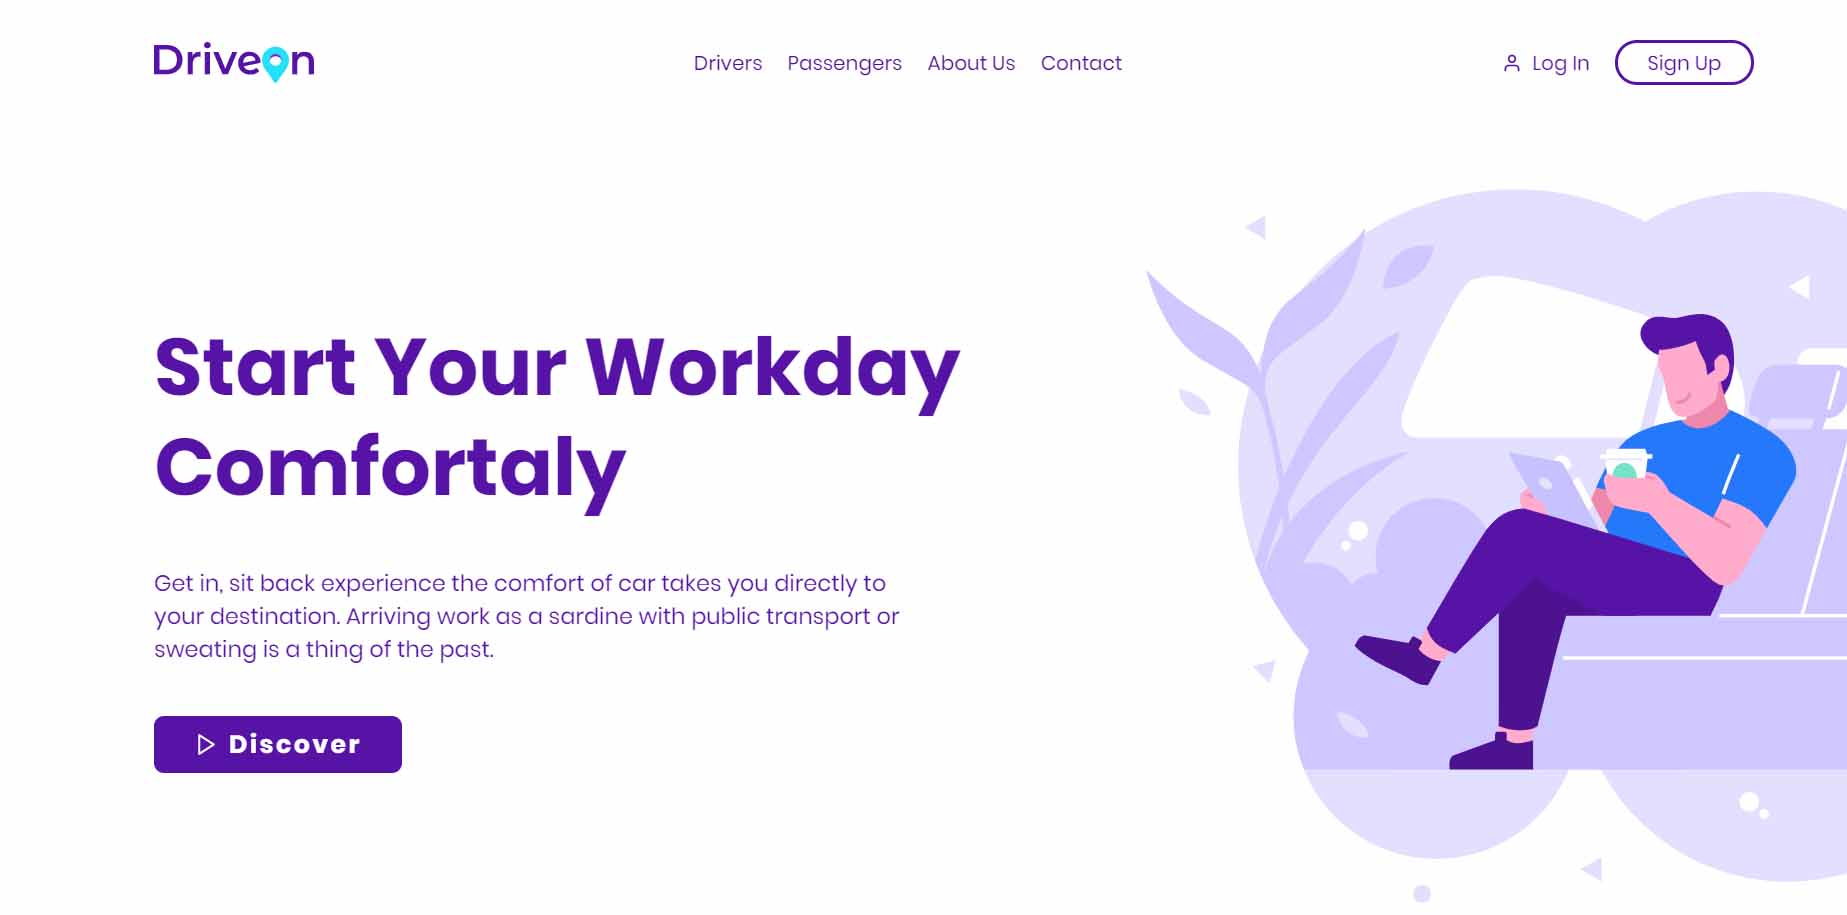 Driveon
Drivers
Passengers
About Us
Contact
Log In
Sign Up
Start Your Workday
Comfortaly
Get in, sit back experience the comfort of car takes you directly to
your destination. Arriving work as a sardine with public transport or
sweating is a thing of the past.
Discover